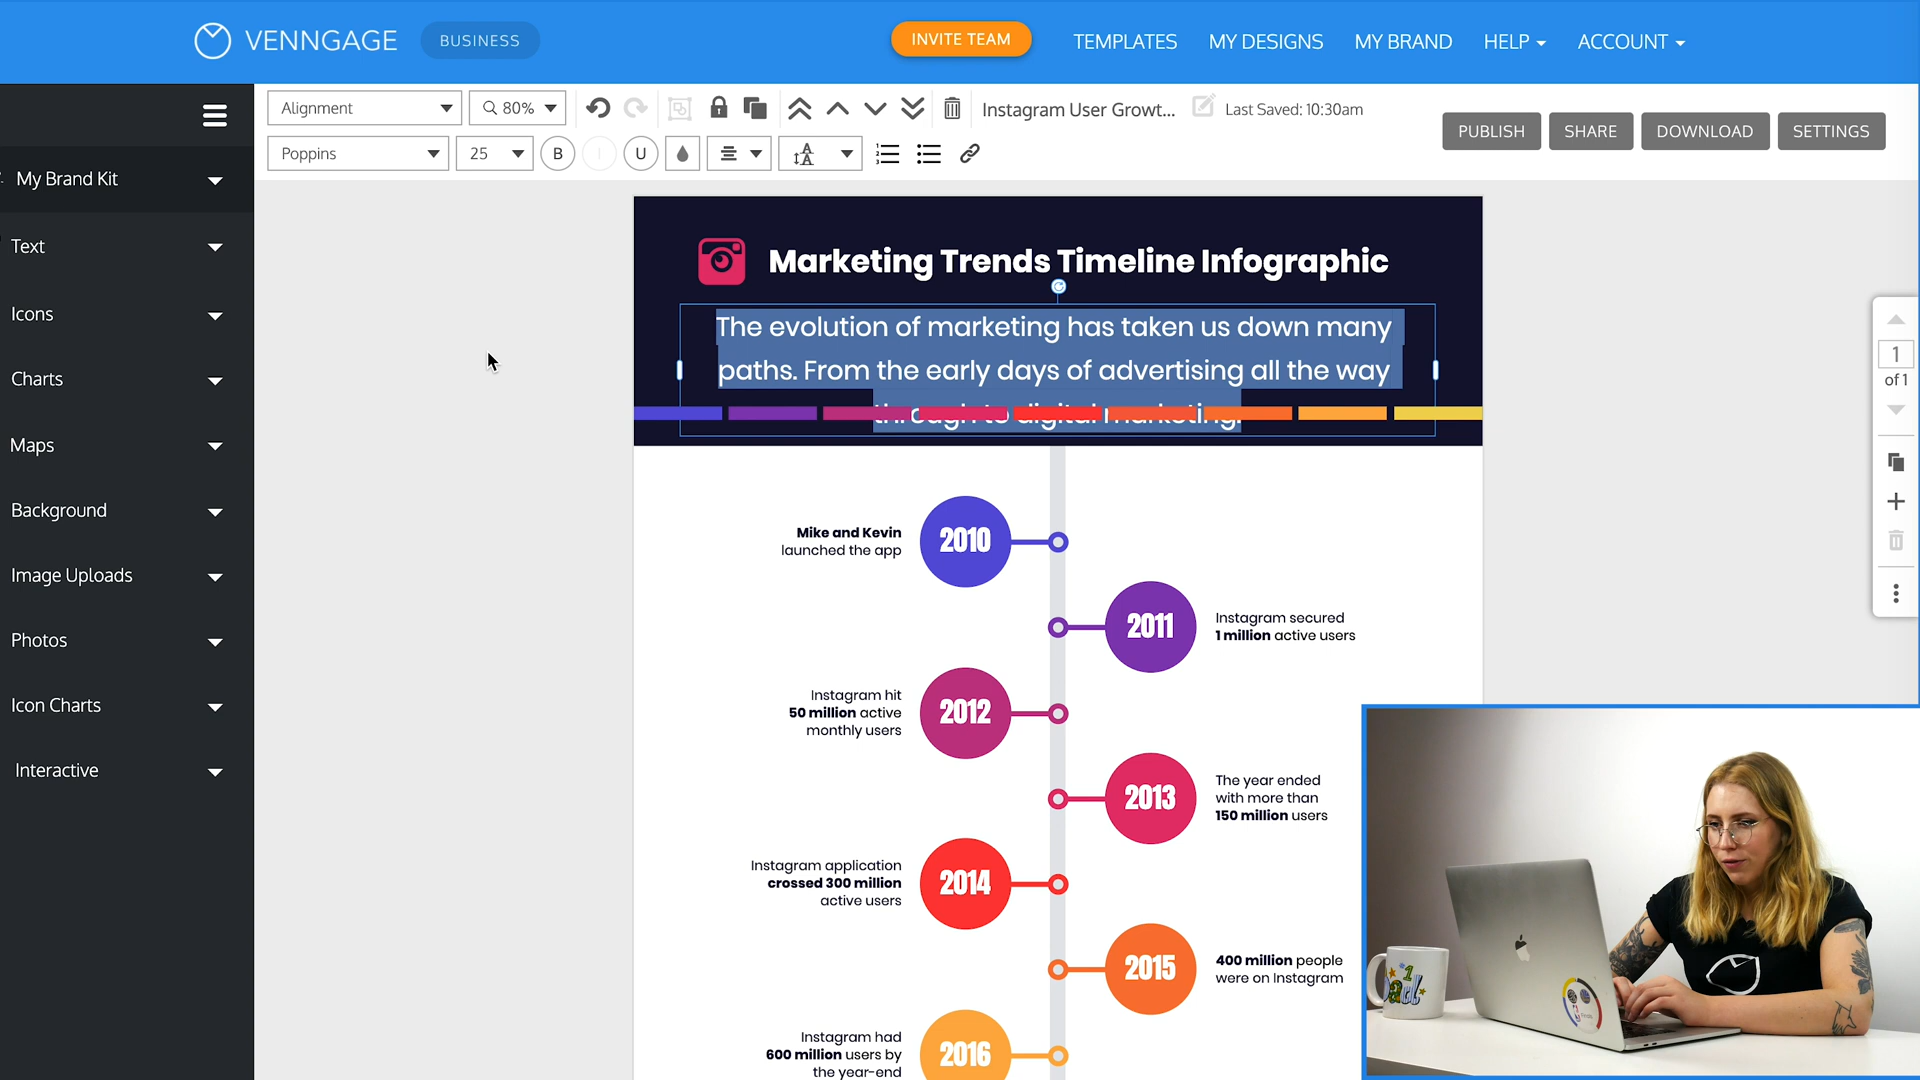 VENNGAGE
BUSINESS
INVITE TEAM
TEMPLATES
MY DESIGNS
MY BRAND
HELP
ACCOUNT
Alignment
80%
Instagram User Growt...
Last Saved: 10:30am
PUBLISH
SHARE
DOWNLOAD
SETTINGS
Poppins
25
B
I
U
My Brand Kit
Text
Icons
Charts
Maps
Background
Image Uploads
Photos
Icon Charts
Interactive
Marketing Trends Timeline Infographic
The evolution of marketing has taken us down many
paths. From the early days of advertising all the way
through to digital marketing.
1
of 1
Mike and Kevin
launched the app
2010
2011
Instagram secured
1 million active users
Instagram hit
50 million active
monthly users
2012
2013
The year ended
with more than
150 million users
Instagram application
crossed 300 million
active users
2014
2015
400 million people
were on Instagram
Instagram had
600 million users by
the year-end
2016
#1
Dad